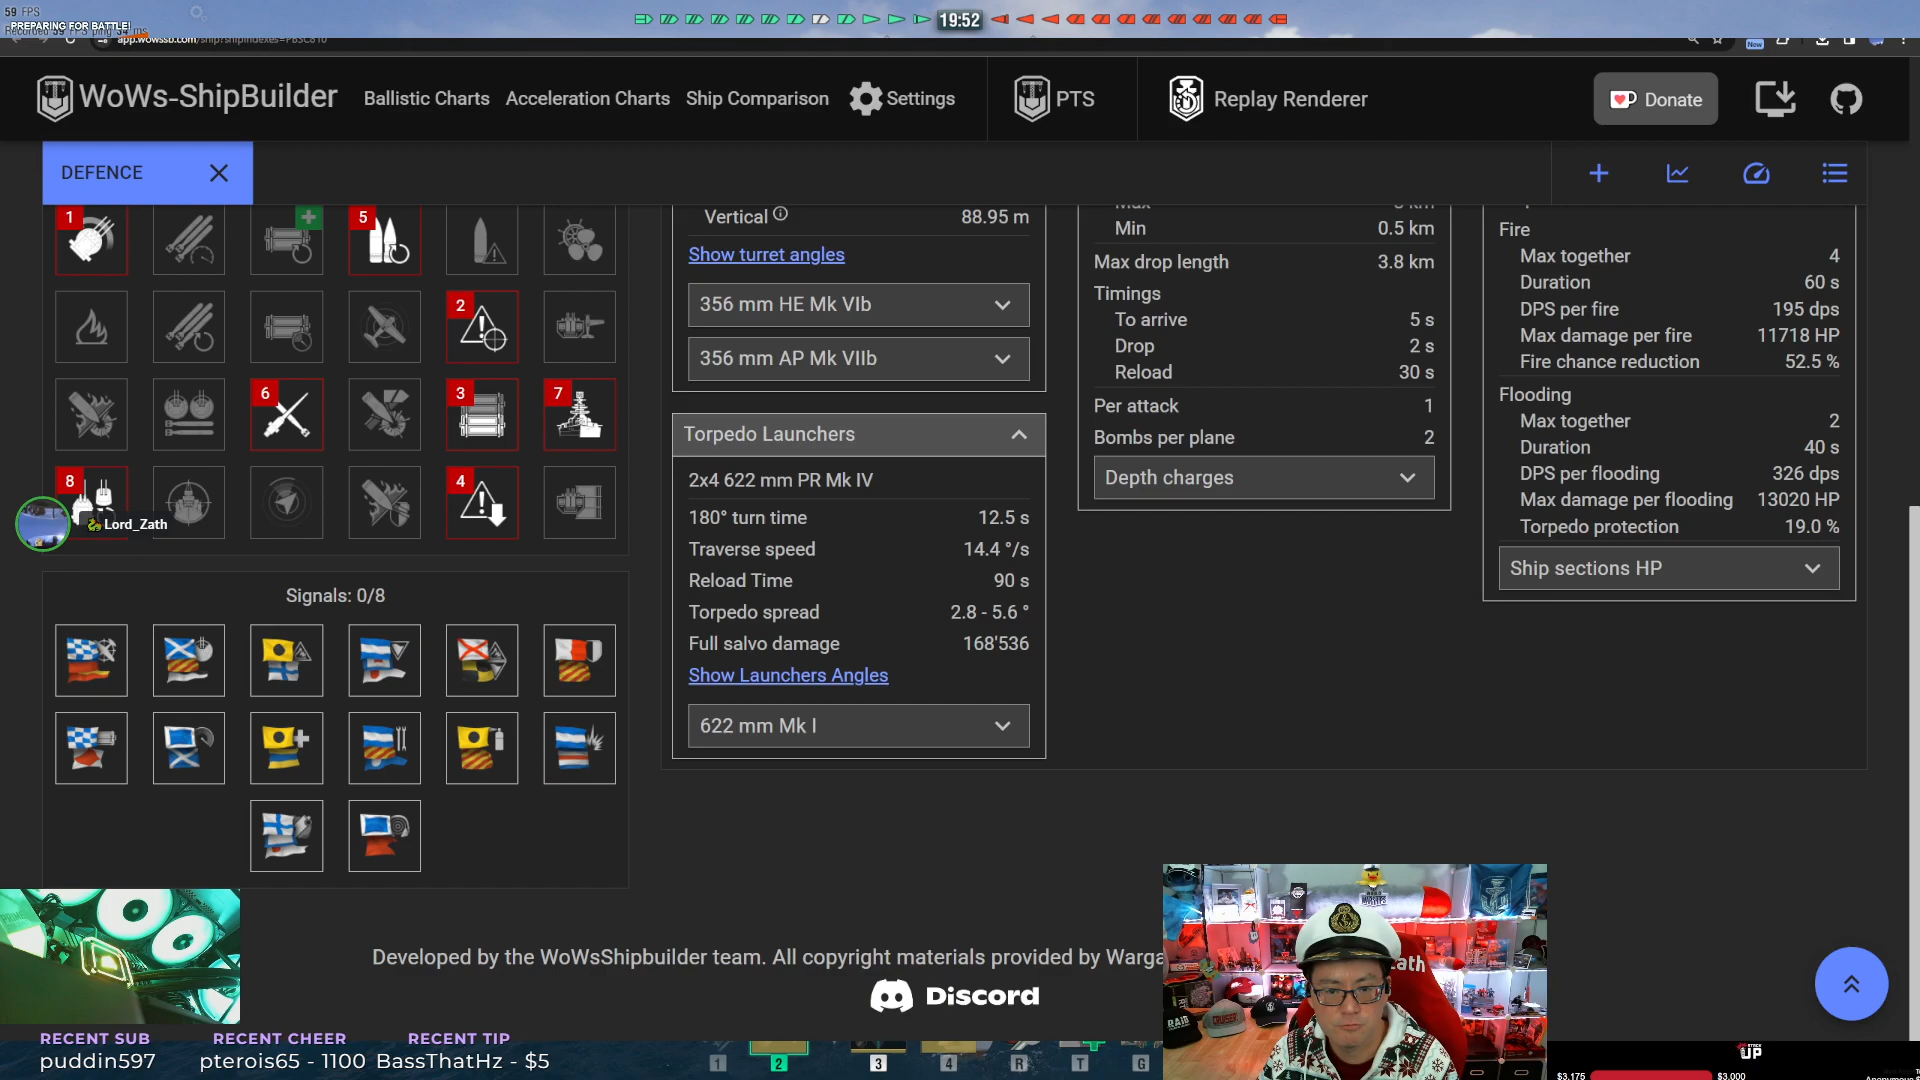 59 FPS
PREPARING FOR BATTLE!
19:52
WoWs-ShipBuilder
Ballistic Charts
Acceleration Charts
Ship Comparison
Settings
PTS
Replay Renderer
Donate
DEFENCE
1
5
2
6
3
7
8
4
Lord_Zath
Signals: 0/8
Vertical
88.95 m
Show turret angles
356 mm HE Mk VIb
356 mm AP Mk VIIb
Torpedo Launchers
2x4 622 mm PR Mk IV
180° turn time
12.5 s
Traverse speed
14.4 °/s
Reload Time
90 s
Torpedo spread
2.8 - 5.6 °
Full salvo damage
168'536
Show Launchers Angles
622 mm Mk I
Min
0.5 km
Max drop length
3.8 km
Timings
To arrive
5 s
Drop
2 s
Reload
30 s
Per attack
1
Bombs per plane
2
Depth charges
Fire
Max together
4
Duration
60 s
DPS per fire
195 dps
Max damage per fire
11718 HP
Fire chance reduction
52.5 %
Flooding
Max together
2
Duration
40 s
DPS per flooding
326 dps
Max damage per flooding
13020 HP
Torpedo protection
19.0 %
Ship sections HP
Developed by the WoWsShipbuilder team. All copyright materials provided by Warga
Discord
RECENT SUB
puddin597
RECENT CHEER
pterois65 - 1100
RECENT TIP
BassThatHz - $5
1
2
3
4
R
T
G
UP
$3,175
$3,000